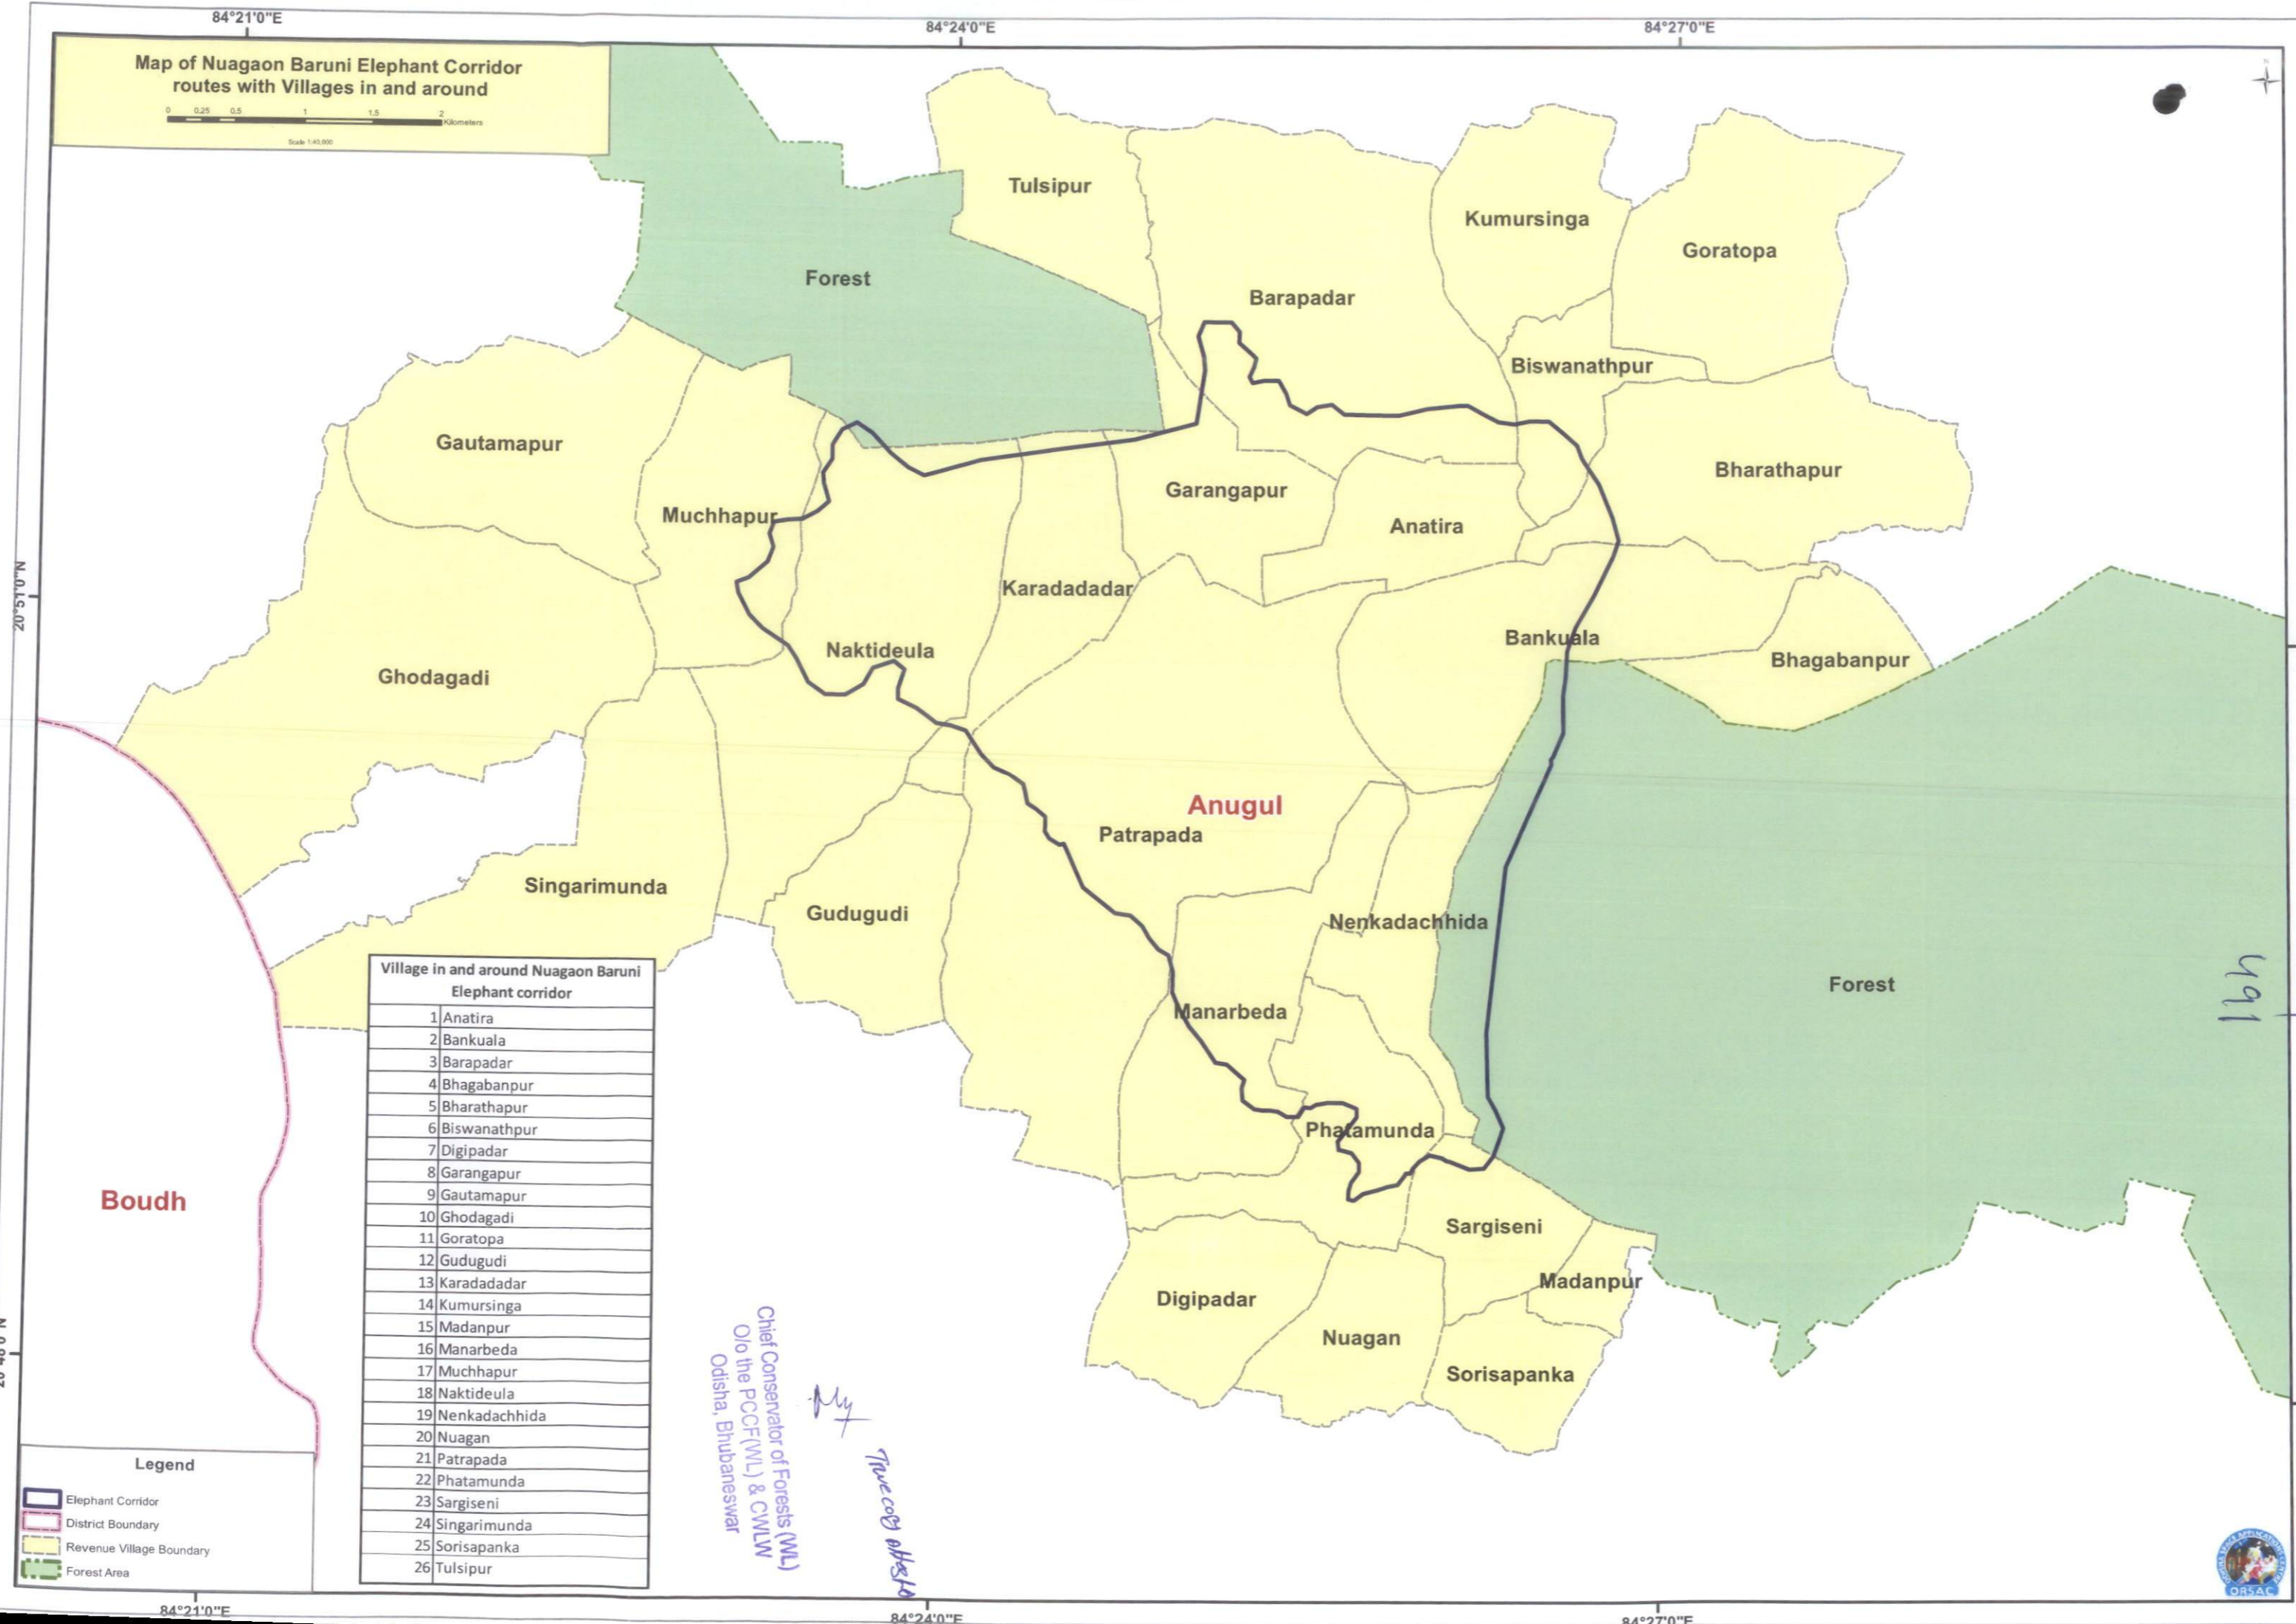 84°21'0"E
84°24'0"E
84°27'0"E
Map of Nuagaon Baruni Elephant Corridor
routes with Villages in and around
0 0.25 0.5 1 1.5 2
Kilometers
Scale 1:40,000
N
Tulsipur
Kumursinga
Goratopa
Forest
Barapadar
Biswanathpur
Gautamapur
Bharathapur
Muchhapur
Garangapur
Anatira
20°51'0"N
Karadadadar
Naktideula
Bankuala
Bhagabanpur
Ghodagadi
Anugul
Patrapada
Singarimunda
Gudugudi
Nenkadachhida
Forest
491
Manarbeda
Phatamunda
Boudh
Sargiseni
Madanpur
Digipadar
Nuagan
Sorisapanka
Village in and around Nuagaon Baruni
Elephant corridor
1 Anatira
2 Bankuala
3 Barapadar
4 Bhagabanpur
5 Bharathapur
6 Biswanathpur
7 Digipadar
8 Garangapur
9 Gautamapur
10 Ghodagadi
11 Goratopa
12 Gudugudi
13 Karadadadar
14 Kumursinga
15 Madanpur
16 Manarbeda
17 Muchhapur
18 Naktideula
19 Nenkadachhida
20 Nuagan
21 Patrapada
22 Phatamunda
23 Sargiseni
24 Singarimunda
25 Sorisapanka
26 Tulsipur
Chief Conservator of Forests (WL)
O/o the PCCF(WL) & CWLW
Odisha, Bhubaneswar
True copy
Legend
Elephant Corridor
District Boundary
Revenue Village Boundary
Forest Area
ORSAC
84°21'0"E
84°24'0"E
84°27'0"E